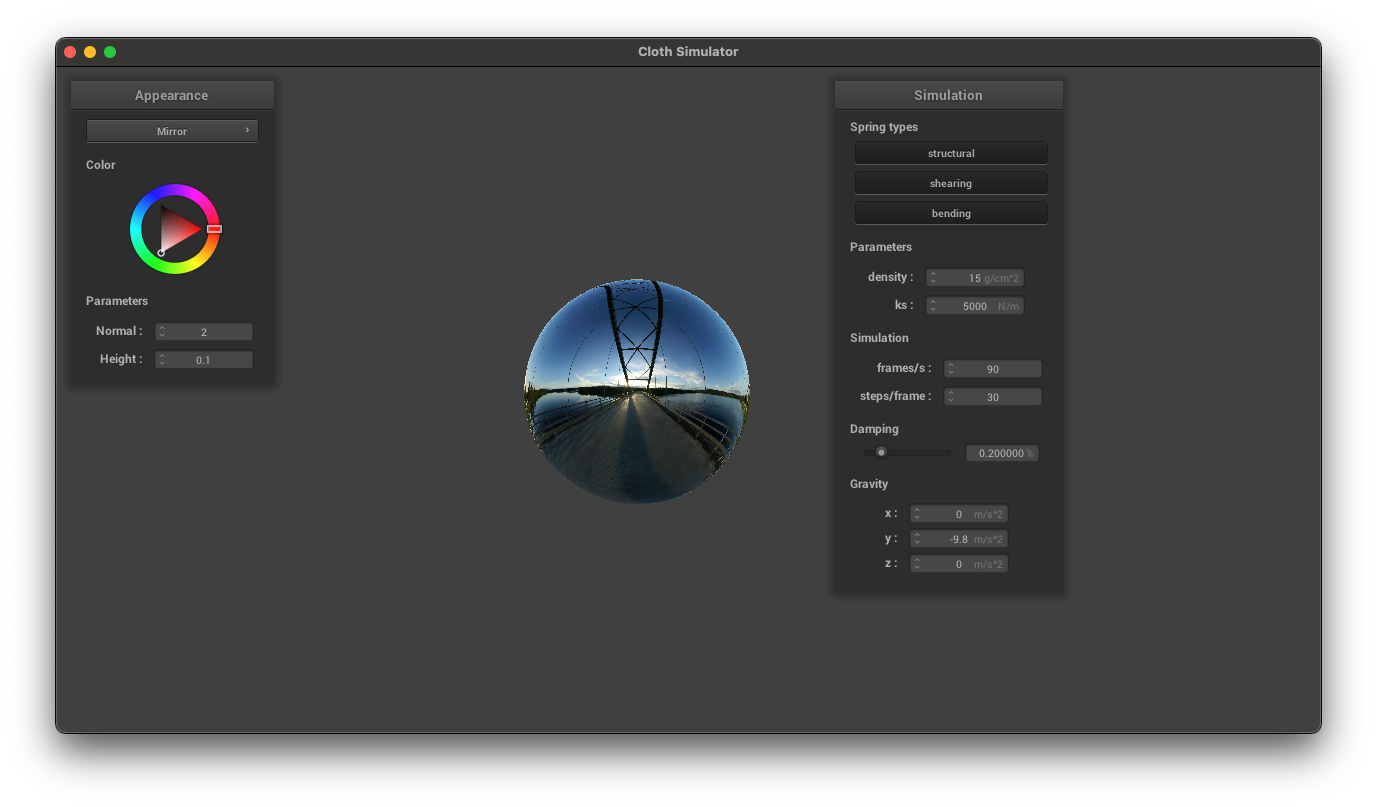 Cloth Simulator
Appearance
Mirror
Color
Parameters
Normal : 2
Height : 0.1
Simulation
Spring types
structural
shearing
bending
Parameters
density : 15 g/cm^2
ks : 5000 N/m
Simulation
frames/s : 90
steps/frame : 30
Damping
0.200000 %
Gravity
x : 0 m/s^2
y : -9.8 m/s^2
z : 0 m/s^2